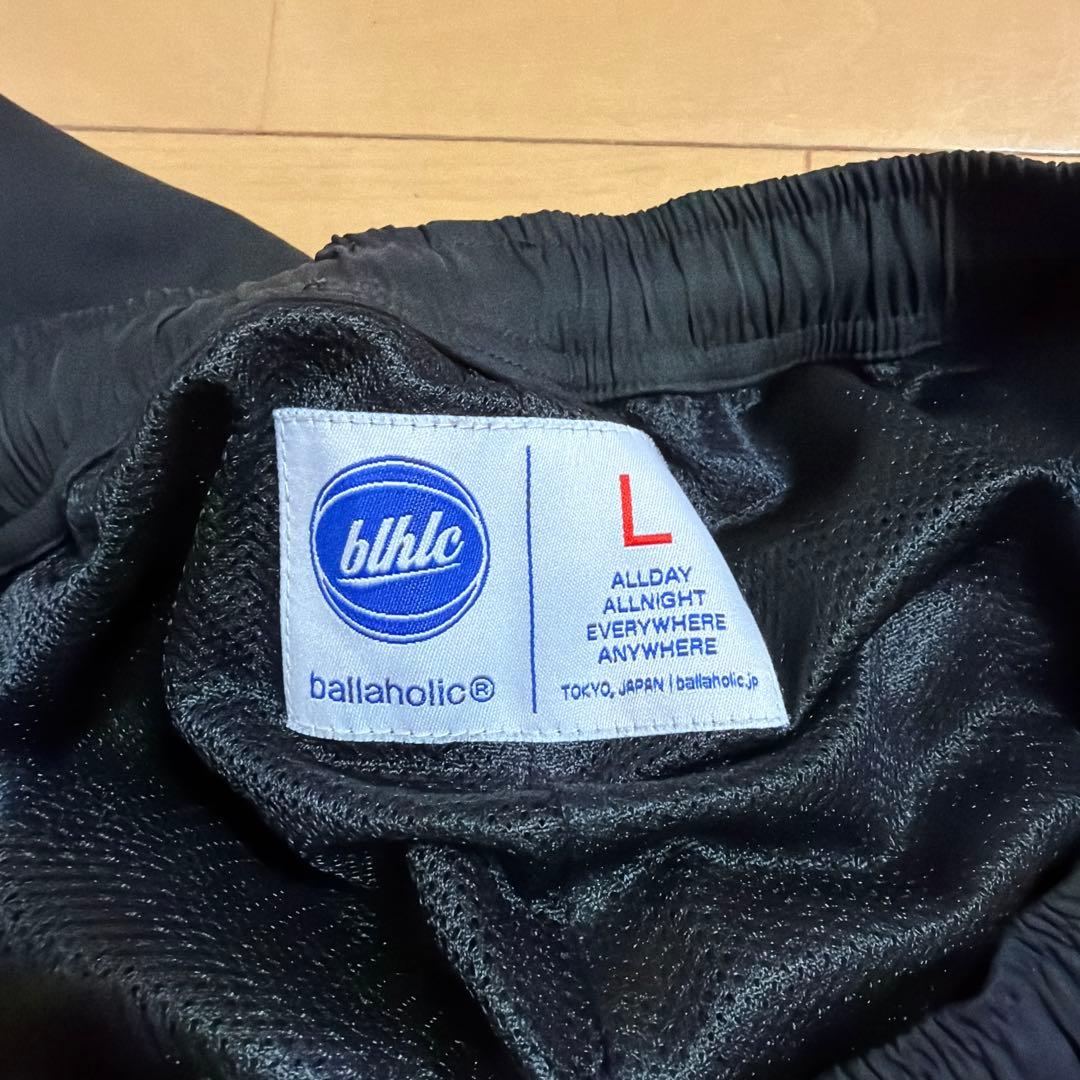 blhlc
ballaholic®
L
ALLDAY
ALLNIGHT
EVERYWHERE
ANYWHERE
TOKYO, JAPAN | ballaholic.jp